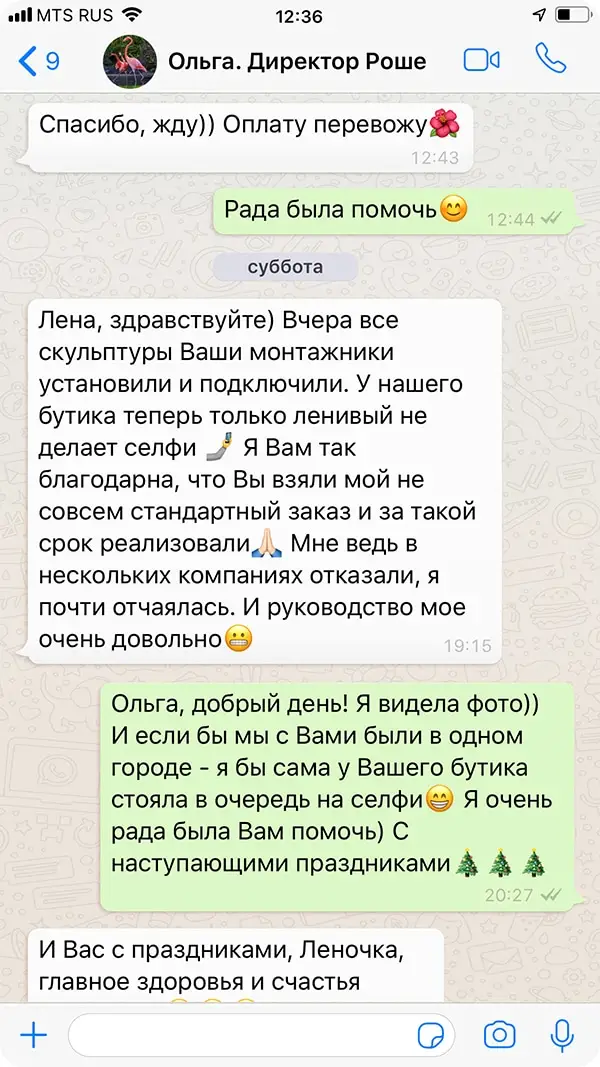 MTS RUS 12:36
9 Ольга. Директор Роше
Спасибо, жду)) Оплату перевожу🌺
12:43
Рада была помочь😊 12:44
суббота
Лена, здравствуйте) Вчера все
скульптуры Ваши монтажники
установили и подключили. У нашего
бутика теперь только ленивый не
делает селфи 🤳 Я Вам так
благодарна, что Вы взяли мой не
совсем стандартный заказ и за такой
срок реализовали🙏🏻 Мне ведь в
нескольких компаниях отказали, я
почти отчаялась. И руководство мое
очень довольно😬 19:15
Ольга, добрый день! Я видела фото))
И если бы мы с Вами были в одном
городе - я бы сама у Вашего бутика
стояла в очередь на селфи😁 Я очень
рада была Вам помочь) С
наступающими праздниками🎄🎄🎄
20:27
И Вас с праздниками, Леночка,
главное здоровья и счастья